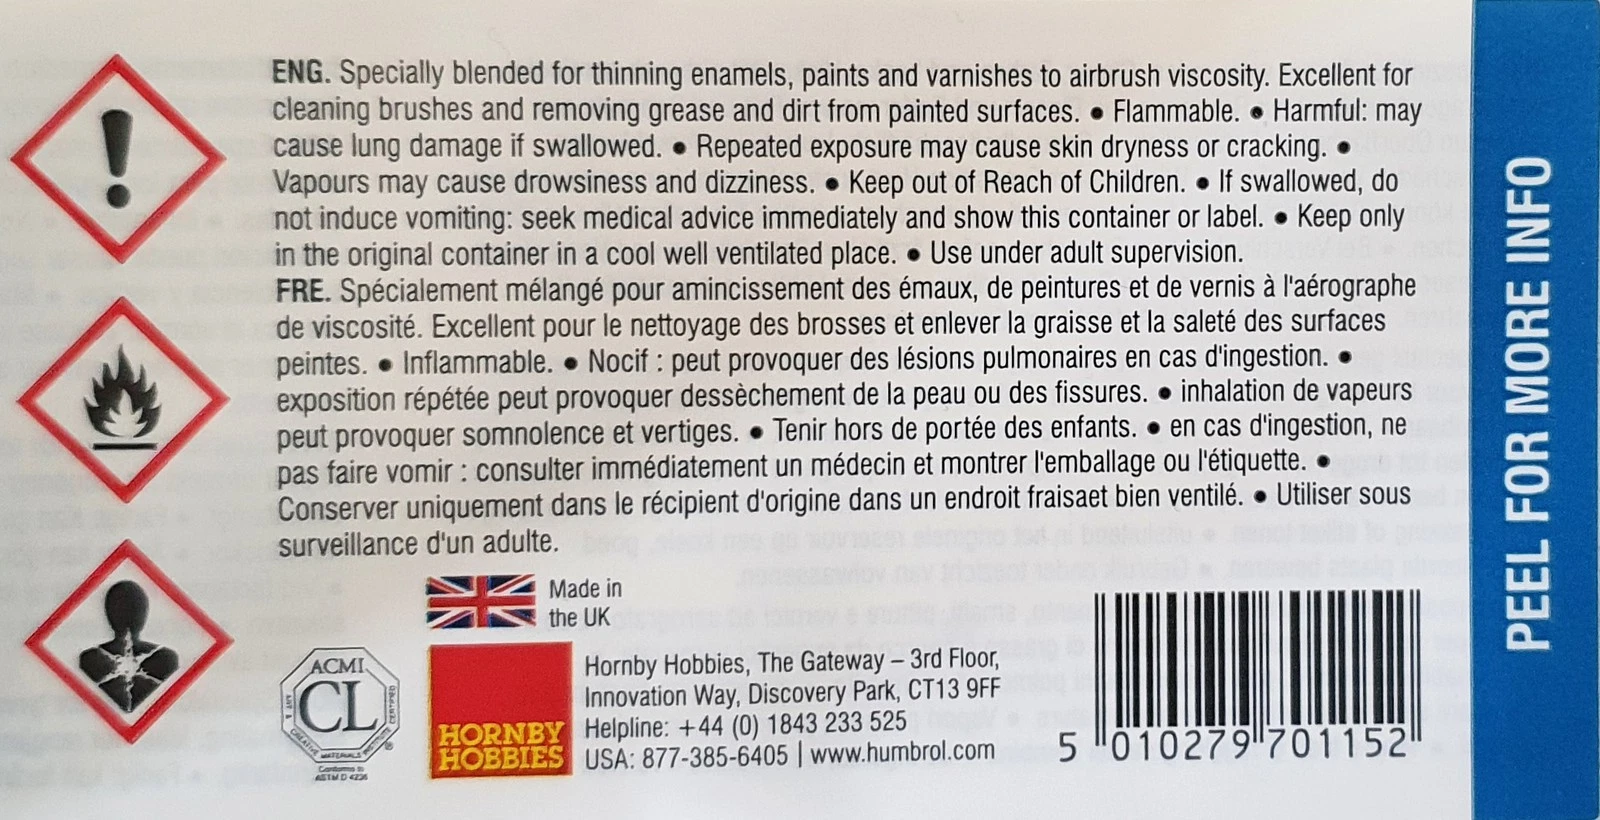 ENG. Specially blended for thinning enamels, paints and varnishes to airbrush viscosity. Excellent for
cleaning brushes and removing grease and dirt from painted surfaces. • Flammable. • Harmful: may
cause lung damage if swallowed. • Repeated exposure may cause skin dryness or cracking. •
Vapours may cause drowsiness and dizziness. • Keep out of Reach of Children. • If swallowed, do
not induce vomiting: seek medical advice immediately and show this container or label. • Keep only
in the original container in a cool well ventilated place. • Use under adult supervision.
FRE. Spécialement mélangé pour amincissement des émaux, de peintures et de vernis à l'aérographe
de viscosité. Excellent pour le nettoyage des brosses et enlever la graisse et la saleté des surfaces
peintes. • Inflammable. • Nocif : peut provoquer des lésions pulmonaires en cas d'ingestion. •
exposition répétée peut provoquer dessèchement de la peau ou des fissures. • inhalation de vapeurs
peut provoquer somnolence et vertiges. • Tenir hors de portée des enfants. • en cas d'ingestion, ne
pas faire vomir : consulter immédiatement un médecin et montrer l'emballage ou l'étiquette. •
Conserver uniquement dans le récipient d'origine dans un endroit fraisaet bien ventilé. • Utiliser sous
surveillance d'un adulte.
Made in
the UK
ACMI
CL
ART & CREATIVE MATERIALS INSTITUTE CERTIFIED
®
Conforms to
ASTM D 4236
HORNBY
HOBBIES
Hornby Hobbies, The Gateway – 3rd Floor,
Innovation Way, Discovery Park, CT13 9FF
Helpline: +44 (0) 1843 233 525
USA: 877-385-6405 | www.humbrol.com
5 010279 701152
PEEL FOR MORE INFO